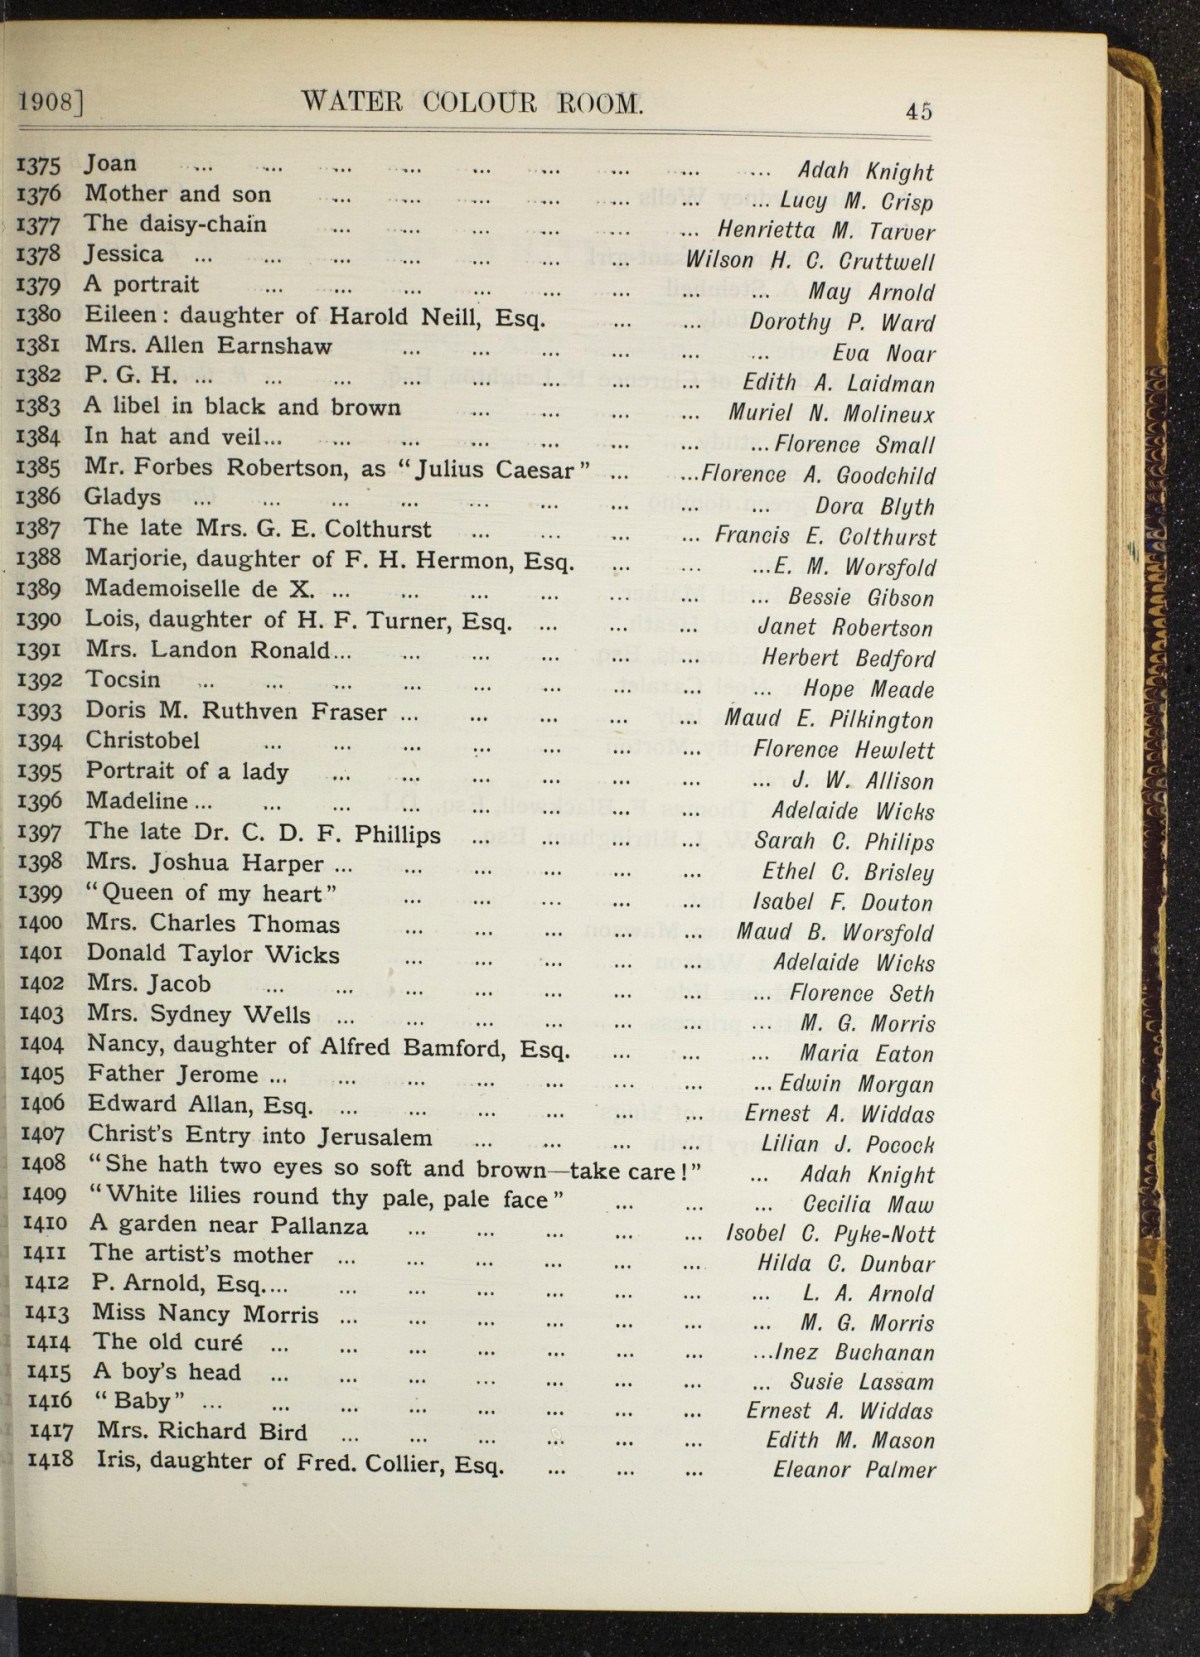 1908] WATER COLOUR ROOM. 45
1375 Joan ... ... ... ... ... ... ... ... ... Adah Knight
1376 Mother and son ... ... ... ... ... ... ... Lucy M. Crisp
1377 The daisy-chain ... ... ... ... ... ... Henrietta M. Tarver
1378 Jessica ... ... ... ... ... ... ... Wilson H. C. Cruttwell
1379 A portrait ... ... ... ... ... ... ... ... May Arnold
1380 Eileen: daughter of Harold Neill, Esq. ... ... Dorothy P. Ward
1381 Mrs. Allen Earnshaw ... ... ... ... ... ... Eva Noar
1382 P. G. H. ... ... ... ... ... ... ... ... Edith A. Laidman
1383 A libel in black and brown ... ... ... ... Muriel N. Molineux
1384 In hat and veil... ... ... ... ... ... ... ... Florence Small
1385 Mr. Forbes Robertson, as “Julius Caesar” ... ...Florence A. Goodchild
1386 Gladys ... ... ... ... ... ... ... ... ... Dora Blyth
1387 The late Mrs. G. E. Colthurst ... ... ... ... Francis E. Colthurst
1388 Marjorie, daughter of F. H. Hermon, Esq. ... ... ...E. M. Worsfold
1389 Mademoiselle de X. ... ... ... ... ... ... ... Bessie Gibson
1390 Lois, daughter of H. F. Turner, Esq. ... ... ... Janet Robertson
1391 Mrs. Landon Ronald... ... ... ... ... ... Herbert Bedford
1392 Tocsin ... ... ... ... ... ... ... ... ... Hope Meade
1393 Doris M. Ruthven Fraser ... ... ... ... ... Maud E. Pilkington
1394 Christobel ... ... ... ... ... ... ... Florence Hewlett
1395 Portrait of a lady ... ... ... ... ... ... ... J. W. Allison
1396 Madeline ... ... ... ... ... ... ... ... Adelaide Wicks
1397 The late Dr. C. D. F. Phillips ... ... ... ... Sarah C. Philips
1398 Mrs. Joshua Harper ... ... ... ... ... ... Ethel C. Brisley
1399 “Queen of my heart” ... ... ... ... ... Isabel F. Douton
1400 Mrs. Charles Thomas ... ... ... ... ... Maud B. Worsfold
1401 Donald Taylor Wicks ... ... ... ... ... Adelaide Wicks
1402 Mrs. Jacob ... ... ... ... ... ... ... ... Florence Seth
1403 Mrs. Sydney Wells ... ... ... ... ... ... ... M. G. Morris
1404 Nancy, daughter of Alfred Bamford, Esq. ... ... ... Maria Eaton
1405 Father Jerome ... ... ... ... ... ... ... ... Edwin Morgan
1406 Edward Allan, Esq. ... ... ... ... ... ... Ernest A. Widdas
1407 Christ's Entry into Jerusalem ... ... ... ... Lilian J. Pocock
1408 “She hath two eyes so soft and brown—take care!” ... Adah Knight
1409 “White lilies round thy pale, pale face” ... ... ... Cecilia Maw
1410 A garden near Pallanza ... ... ... ... ... Isobel C. Pyke-Nott
1411 The artist's mother ... ... ... ... ... ... Hilda C. Dunbar
1412 P. Arnold, Esq.... ... ... ... ... ... ... ... L. A. Arnold
1413 Miss Nancy Morris ... ... ... ... ... ... ... M. G. Morris
1414 The old curé ... ... ... ... ... ... ... ...Inez Buchanan
1415 A boy's head ... ... ... ... ... ... ... ... Susie Lassam
1416 “Baby” ... ... ... ... ... ... ... ... Ernest A. Widdas
1417 Mrs. Richard Bird ... ... ... ... ... ... Edith M. Mason
1418 Iris, daughter of Fred. Collier, Esq. ... ... ... Eleanor Palmer